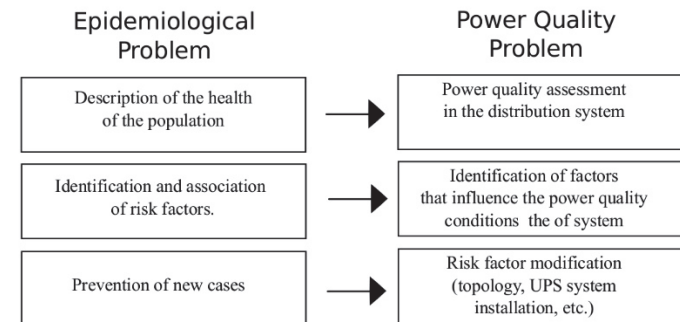 Epidemiological
Problem
Power Quality
Problem
Description of the health
of the population
Power quality assessment
in the distribution system
Identification and association
of risk factors.
Identification of factors
that influence the power quality
conditions the of system
Prevention of new cases
Risk factor modification
(topology, UPS system
installation, etc.)